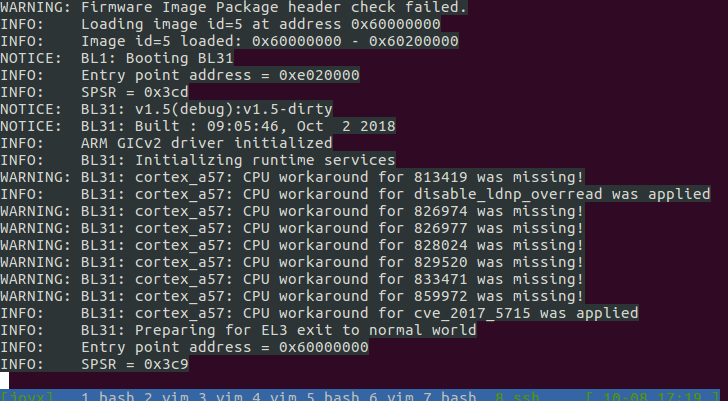 WARNING: Firmware Image Package header check failed.
INFO:    Loading image id=5 at address 0x60000000
INFO:    Image id=5 loaded: 0x60000000 - 0x60200000
NOTICE:  BL1: Booting BL31
INFO:    Entry point address = 0xe020000
INFO:    SPSR = 0x3cd
NOTICE:  BL31: v1.5(debug):v1.5-dirty
NOTICE:  BL31: Built : 09:05:46, Oct  2 2018
INFO:    ARM GICv2 driver initialized
INFO:    BL31: Initializing runtime services
WARNING: BL31: cortex_a57: CPU workaround for 813419 was missing!
INFO:    BL31: cortex_a57: CPU workaround for disable_ldnp_overread was applied
WARNING: BL31: cortex_a57: CPU workaround for 826974 was missing!
WARNING: BL31: cortex_a57: CPU workaround for 826977 was missing!
WARNING: BL31: cortex_a57: CPU workaround for 828024 was missing!
WARNING: BL31: cortex_a57: CPU workaround for 829520 was missing!
WARNING: BL31: cortex_a57: CPU workaround for 833471 was missing!
WARNING: BL31: cortex_a57: CPU workaround for 859972 was missing!
INFO:    BL31: cortex_a57: CPU workaround for cve_2017_5715 was applied
INFO:    BL31: Preparing for EL3 exit to normal world
INFO:    Entry point address = 0x60000000
INFO:    SPSR = 0x3c9
1 bash 2 vim 3 vim 4 vim 5 bash 6 vim 7 bash  8 ssh    [ 10-08 17:19 ]